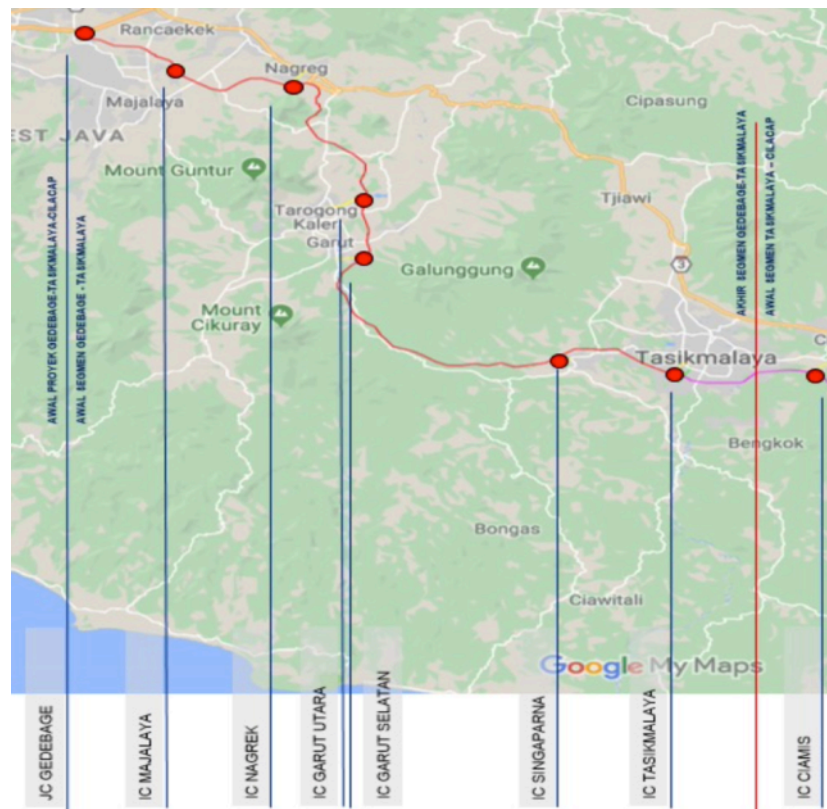 Rancaekek
Nagreg
Majalaya
EST JAVA
Cipasung
Mount Guntur
Tjiawi
Tarogong
Kaler
Garut
Galunggung
3
Mount
Cikuray
Tasikmalaya
C
Bengkok
Bongas
Ciawitali
Google My Maps
AWAL PROYEK GEDEBAGE-TASIKMALAYA-CILACAP
AWAL SEGMEN GEDEBAGE - TASIKMALAYA
AKHIR SEGMEN GEDEBAGE-TASIKMALAYA
AWAL SEGMEN TASIKMALAYA – CILACAP
JC GEDEBAGE
IC MAJALAYA
IC NAGREK
IC GARUT UTARA
IC GARUT SELATAN
IC SINGAPARNA
IC TASIKMALAYA
IC CIAMIS